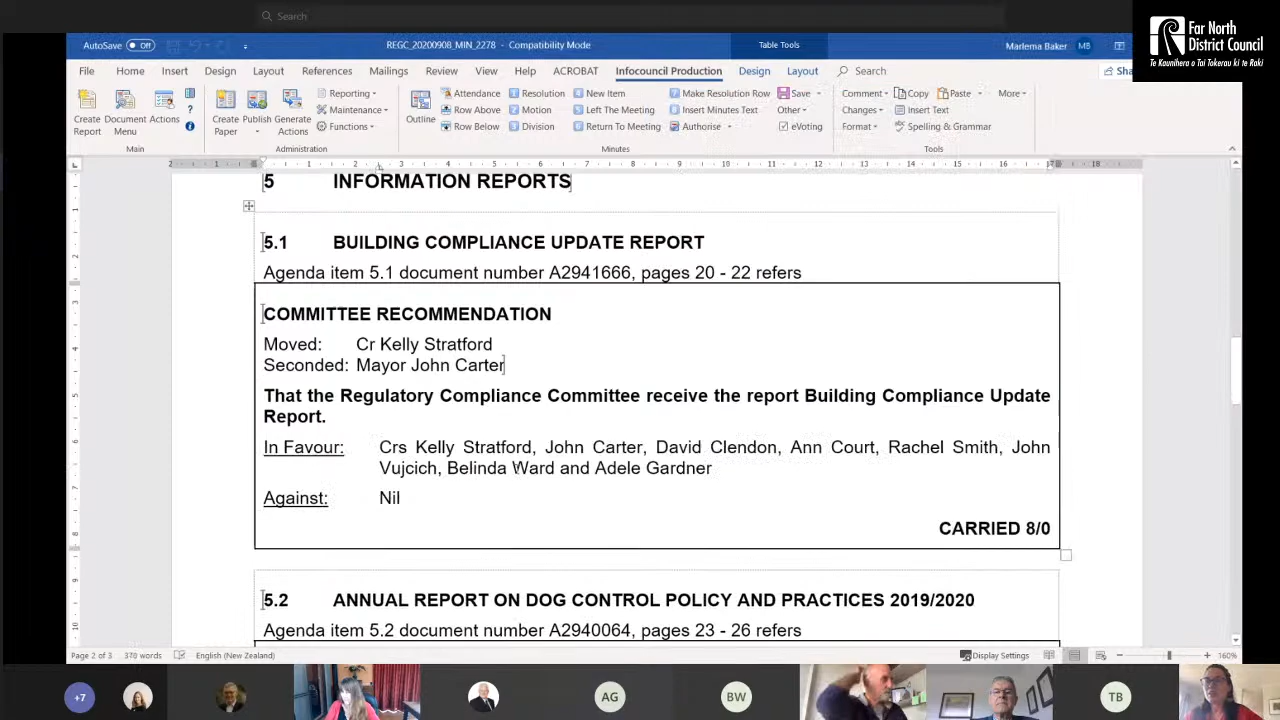 Search
Far North
District Council
Te Kaunihera o Tai Tokerau ki te Raki
AutoSave Off
REGC_20200908_MIN_2278 - Compatibility Mode
Table Tools
Marlema Baker MB
File Home Insert Design Layout References Mailings Review View Help ACROBAT Infocouncil Production Design Layout Search Sha
Create Report
Document Menu
Actions
Main
Create Paper
Publish
Generate Actions
Reporting
Maintenance
Functions
Administration
Outline
Attendance
Row Above
Row Below
Resolution
Motion
Division
New Item
Left The Meeting
Return To Meeting
Make Resolution Row
Insert Minutes Text
Authorise
Save
Other
eVoting
Minutes
Comment
Changes
Format
Copy
Paste
Insert Text
Spelling & Grammar
More
Tools
5 INFORMATION REPORTS
5.1 BUILDING COMPLIANCE UPDATE REPORT
Agenda item 5.1 document number A2941666, pages 20 - 22 refers
COMMITTEE RECOMMENDATION
Moved: Cr Kelly Stratford
Seconded: Mayor John Carter
That the Regulatory Compliance Committee receive the report Building Compliance Update
Report.
In Favour: Crs Kelly Stratford, John Carter, David Clendon, Ann Court, Rachel Smith, John
Vujcich, Belinda Ward and Adele Gardner
Against: Nil
CARRIED 8/0
5.2 ANNUAL REPORT ON DOG CONTROL POLICY AND PRACTICES 2019/2020
Agenda item 5.2 document number A2940064, pages 23 - 26 refers
Page 2 of 3 370 words English (New Zealand) Display Settings 160%
+7 AG BW TB